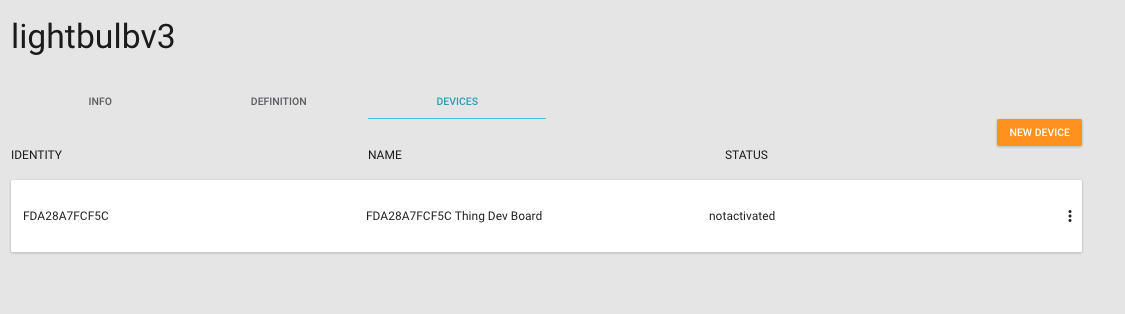 lightbulbv3
INFO DEFINITION DEVICES
NEW DEVICE
IDENTITY NAME STATUS
FDA28A7FCF5C FDA28A7FCF5C Thing Dev Board notactivated